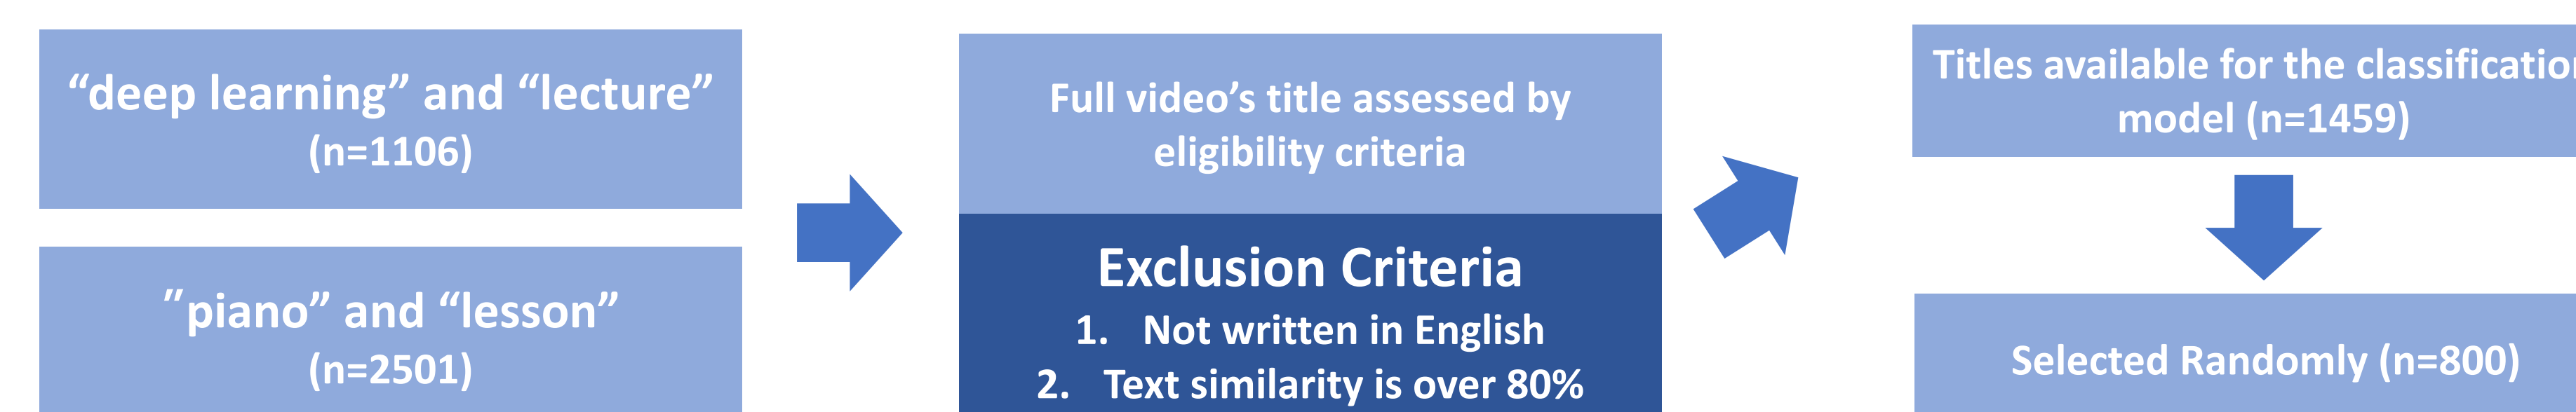 “deep learning” and “lecture”
(n=1106)
″piano” and “lesson”
(n=2501)
Full video’s title assessed by
eligibility criteria
Exclusion Criteria
1. Not written in English
2. Text similarity is over 80%
Titles available for the classification
model (n=1459)
Selected Randomly (n=800)